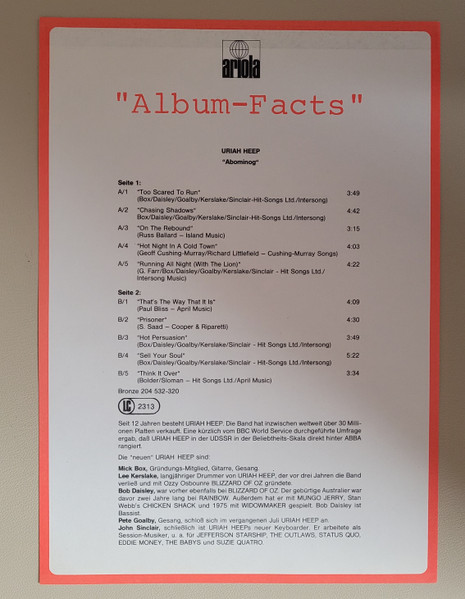 ariola
"Album-Facts"
URIAH HEEP
"Abominog"
Seite 1:
A/1 "Too Scared To Run" 3:49
(Box/Daisley/Goalby/Kerslake/Sinclair-Hit-Songs Ltd./Intersong)
A/2 "Chasing Shadows" 4:42
Box/Daisley/Goalby/Kerslake/Sinclair-Hit-Songs Ltd./Intersong)
A/3 "On The Rebound" 3:15
(Russ Ballard – Island Music)
A/4 "Hot Night In A Cold Town" 4:03
(Geoff Cushing-Murray/Richard Littlefield – Cushing-Murray Songs)
A/5 "Running All Night (With The Lion)" 4:22
(G. Farr/Box/Daisley/Goalby/Kerslake/Sinclair - Hit Songs Ltd./
Intersong Music)
Seite 2:
B/1 "That's The Way That It Is" 4:09
(Paul Bliss – April Music)
B/2 "Prisoner" 4:30
(S. Saad – Cooper & Riparetti)
B/3 "Hot Persuasion" 3:49
(Box/Daisley/Goalby/Kerslake/Sinclair - Hit Songs Ltd./Intersong)
B/4 "Sell Your Soul" 5:22
(Box/Daisley/Goalby/Kerslake/Sinclair - Hit Songs Ltd./Intersong)
B/5 "Think It Over" 3:34
(Bolder/Sloman – Hit Songs Ltd./April Music)
Bronze 204 532-320
LC 2313
Seit 12 Jahren besteht URIAH HEEP. Die Band hat inzwischen weltweit über 30 Milli-
onen Platten verkauft. Eine kürzlich vom BBC World Service durchgeführte Umfrage
ergab, daß URIAH HEEP in der UDSSR in der Beliebtheits-Skala direkt hinter ABBA
rangiert.
Die "neuen" URIAH HEEP sind:
Mick Box, Gründungs-Mitglied, Gitarre, Gesang.
Lee Kerslake, langjähriger Drummer von URIAH HEEP, der vor drei Jahren die Band
verließ und mit Ozzy Osbounre BLIZZARD OF OZ gründete.
Bob Daisley, war vorher ebenfalls bei BLIZZARD OF OZ. Der gebürtige Australier war
davor zwei Jahre lang bei RAINBOW. Außerdem hat er mit MUNGO JERRY, Stan
Webb's CHICKEN SHACK und 1975 mit WIDOWMAKER gespielt. Bob Daisley ist
Bassist.
Pete Goalby, Gesang, schloß sich im vergangenen Juli URIAH HEEP an.
John Sinclair, schließlich ist URIAH HEEPs neuer Keyboarder. Er arbeitete als
Session-Musiker, u. a. für JEFFERSON STARSHIP, THE OUTLAWS, STATUS QUO,
EDDIE MONEY, THE BABYS und SUZIE QUATRO.